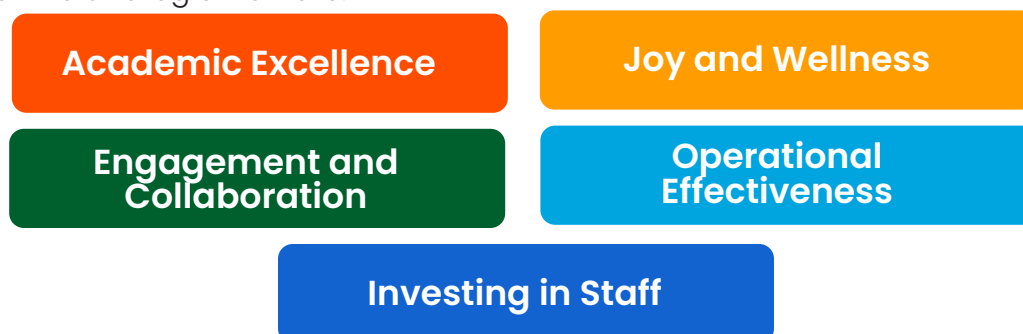 Academic Excellence
Joy and Wellness
Engagement and
Collaboration
Operational
Effectiveness
Investing in Staff